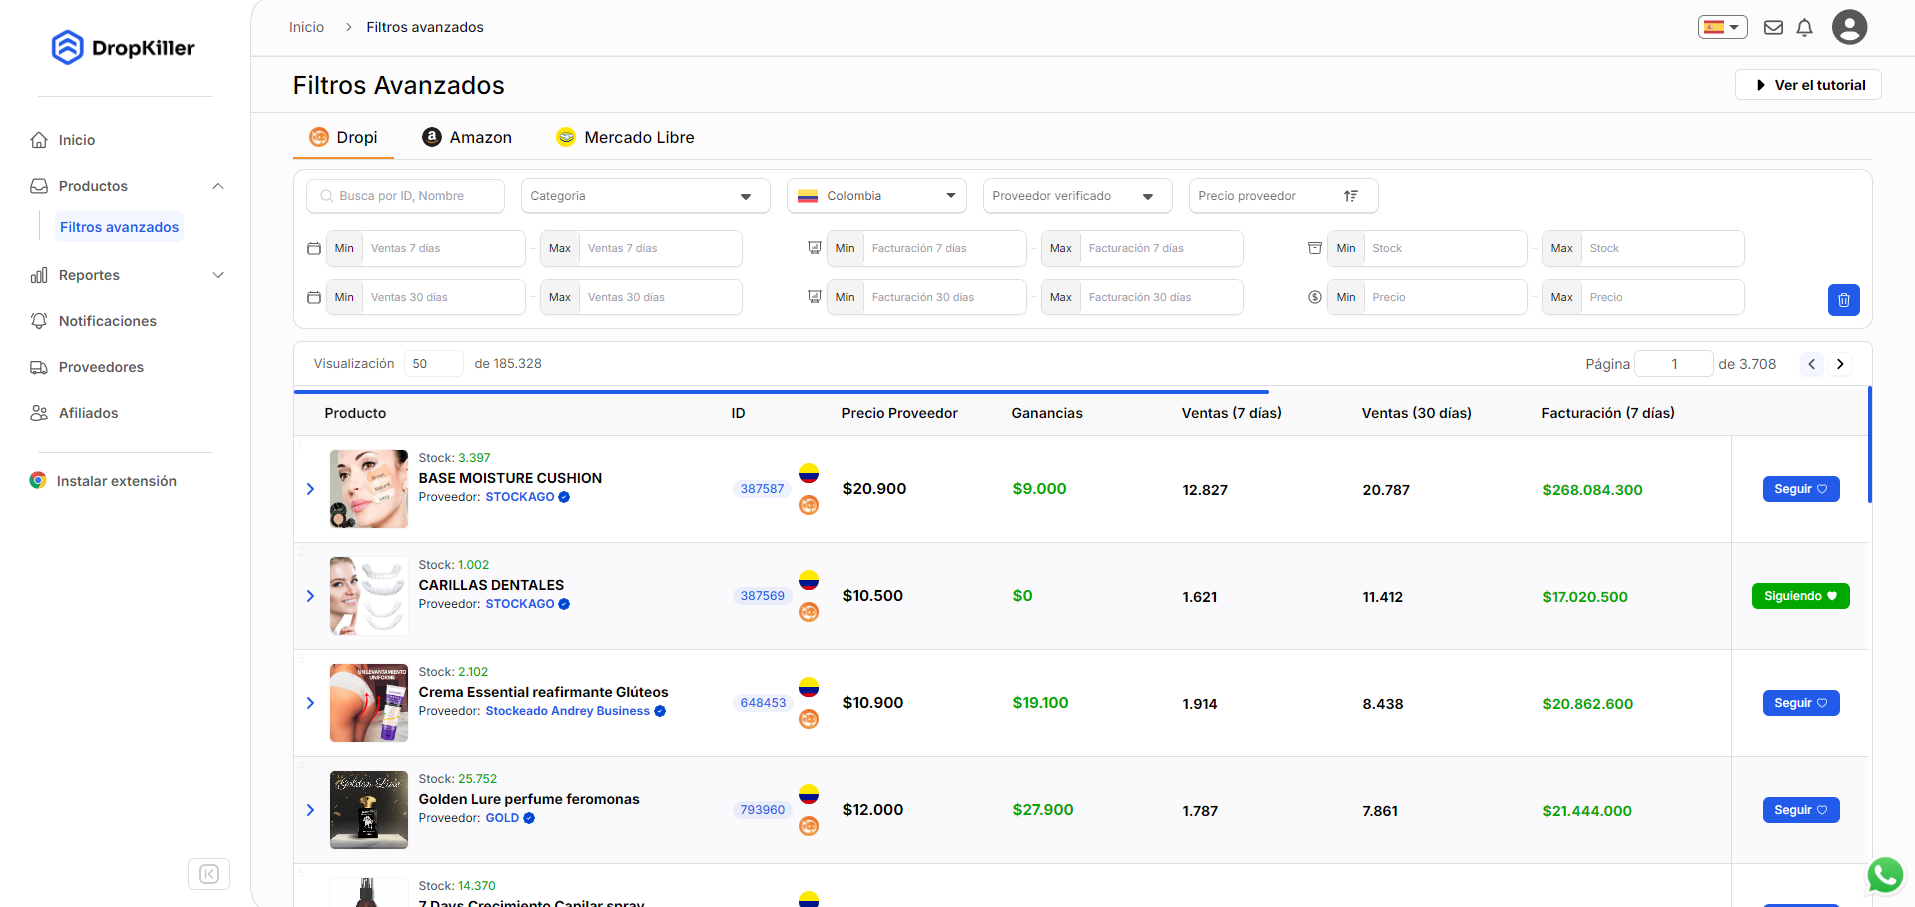 DropKiller
Inicio
Productos
Filtros avanzados
Reportes
Notificaciones
Proveedores
Afiliados
Instalar extensión
Inicio > Filtros avanzados
Filtros Avanzados
Ver el tutorial
Dropi
Amazon
Mercado Libre
Busca por ID, Nombre
Categoria
Colombia
Proveedor verificado
Precio proveedor
Min Ventas 7 días – Max Ventas 7 días
Min Facturación 7 días – Max Facturación 7 días
Min Stock – Max Stock
Min Ventas 30 días – Max Ventas 30 días
Min Facturación 30 días – Max Facturación 30 días
Min Precio – Max Precio
Visualización 50 de 185.328
Página 1 de 3.708
Producto ID Precio Proveedor Ganancias Ventas (7 días) Ventas (30 días) Facturación (7 días)
1
Stock: 3.397
BASE MOISTURE CUSHION
Proveedor: STOCKAGO
387587 $20.900 $9.000 12.827 20.787 $268.084.300 Seguir
2
Stock: 1.002
CARILLAS DENTALES
Proveedor: STOCKAGO
387569 $10.500 $0 1.621 11.412 $17.020.500 Siguiendo
3
UN LEVANTAMIENTO
UNIFORME
Stock: 2.102
Crema Essential reafirmante Glúteos
Proveedor: Stockeado Andrey Business
648453 $10.900 $19.100 1.914 8.438 $20.862.600 Seguir
4
Golden Lure
Stock: 25.752
Golden Lure perfume feromonas
Proveedor: GOLD
793960 $12.000 $27.900 1.787 7.861 $21.444.000 Seguir
5
Stock: 14.370
7 Days Crecimiento Capilar spray